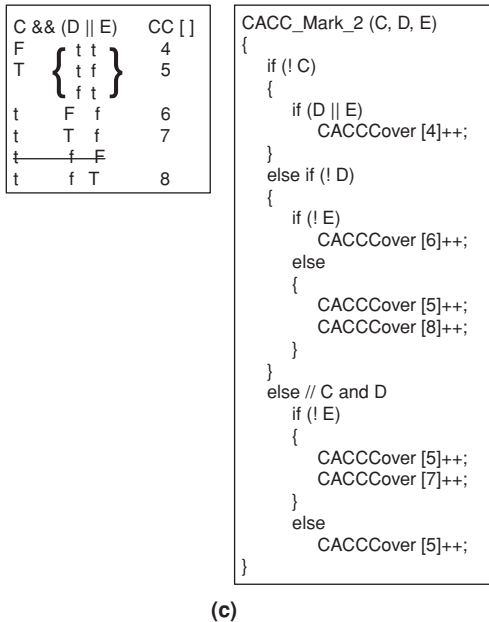 C && (D || E) CC [ ]
F { t t } 4
T { t f } 5
{ f t }
t F f 6
t T f 7
t f F
t f T 8
CACC_Mark_2 (C, D, E)
{
if (! C)
{
if (D || E)
CACCCover [4]++;
}
else if (! D)
{
if (! E)
CACCCover [6]++;
else
{
CACCCover [5]++;
CACCCover [8]++;
}
}
else // C and D
if (! E)
{
CACCCover [5]++;
CACCCover [7]++;
}
else
CACCCover [5]++;
}
(c)